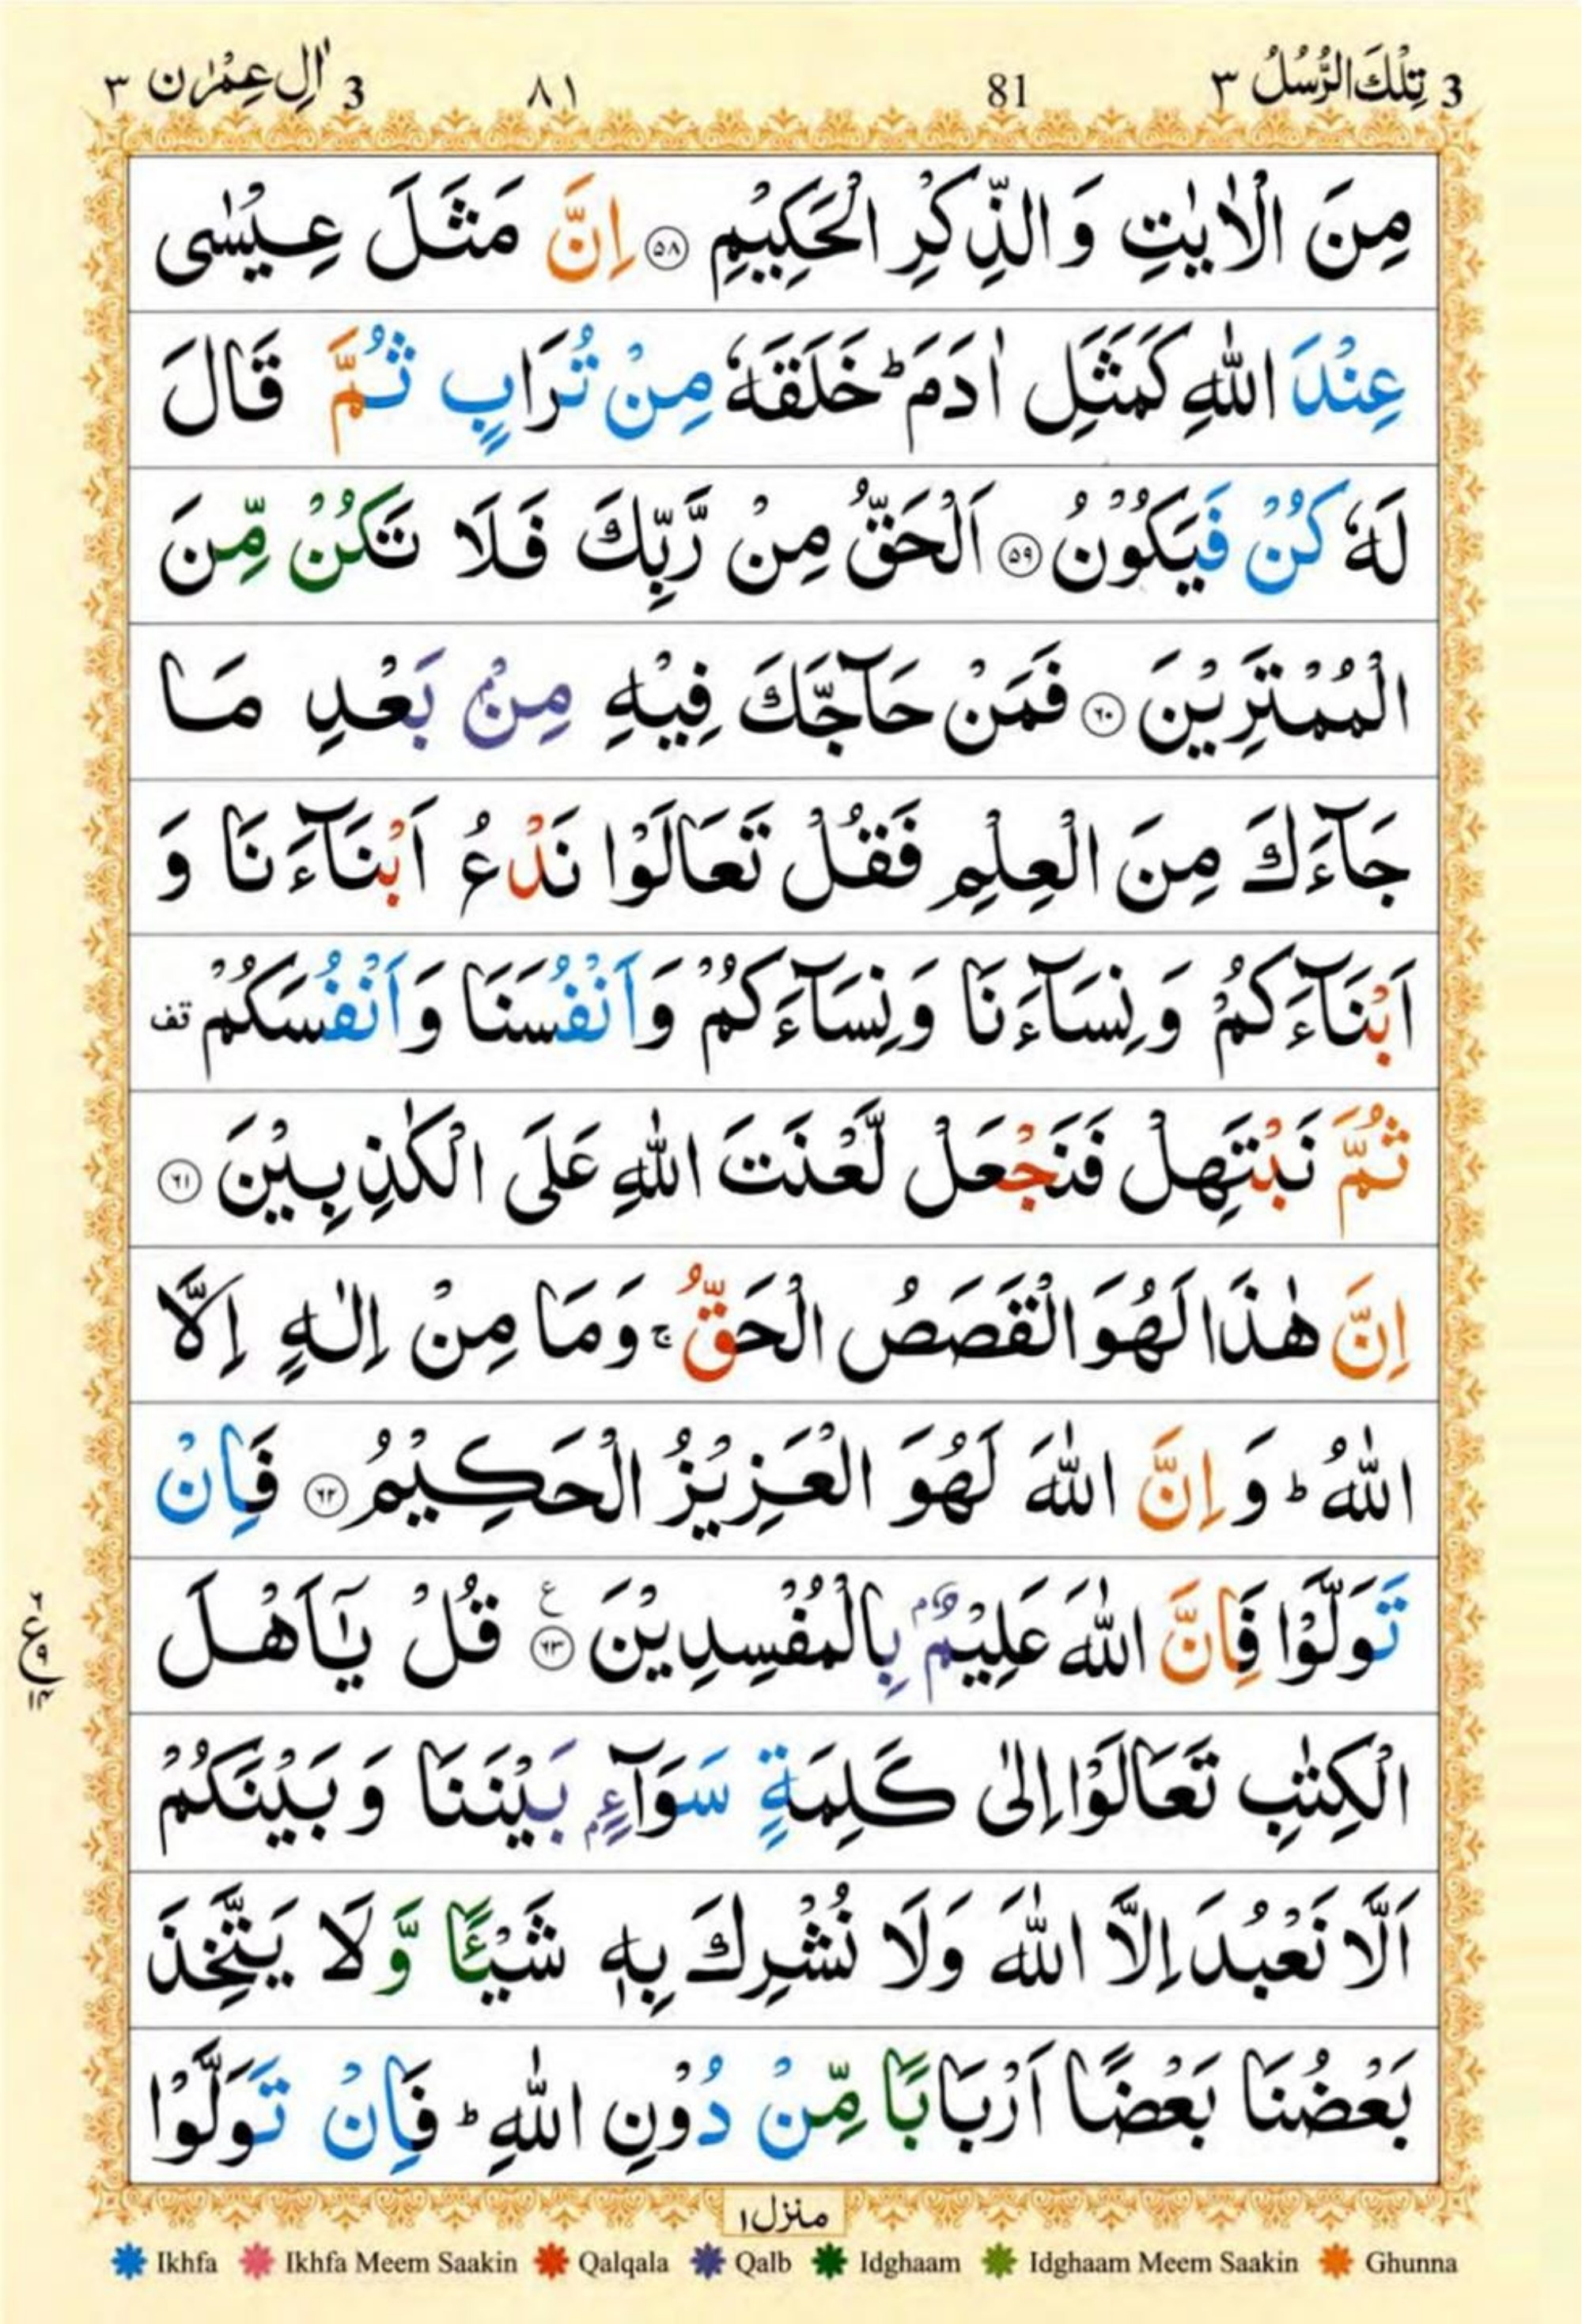 3 تِلْكَ الرُّسُلُ ٣ 81 ٨١ 3 اٰلِ عِمْرٰن ٣
مِنَ الْاٰيٰتِ وَ الذِّكْرِ الْحَكِيْمِ ۝٥٨ اِنَّ مَثَلَ عِيْسٰى
عِنْدَ اللّٰهِ كَمَثَلِ اٰدَمَ ؕ خَلَقَهٗ مِنْ تُرَابٍ ثُمَّ قَالَ
لَهٗ كُنْ فَيَكُوْنُ ۝٥٩ اَلْحَقُّ مِنْ رَّبِّكَ فَلَا تَكُنْ مِّنَ
الْمُمْتَرِيْنَ ۝٦٠ فَمَنْ حَآجَّكَ فِيْهِ مِنْۢ بَعْدِ مَا
جَآءَكَ مِنَ الْعِلْمِ فَقُلْ تَعَالَوْا نَدْعُ اَبْنَآءَنَا وَ
اَبْنَآءَكُمْ وَنِسَآءَنَا وَنِسَآءَكُمْ وَاَنْفُسَنَا وَاَنْفُسَكُمْ قف
ثُمَّ نَبْتَهِلْ فَنَجْعَلْ لَّعْنَتَ اللّٰهِ عَلَى الْكٰذِبِيْنَ ۝٦١
اِنَّ هٰذَا لَهُوَ الْقَصَصُ الْحَقُّ ۚ وَمَا مِنْ اِلٰهٍ اِلَّا
اللّٰهُ ؕ وَ اِنَّ اللّٰهَ لَهُوَ الْعَزِيْزُ الْحَكِيْمُ ۝٦٢ فَاِنْ
تَوَلَّوْا فَاِنَّ اللّٰهَ عَلِيْمٌۢ بِالْمُفْسِدِيْنَ ۝٦٣ ع قُلْ يٰۤاَهْلَ
٦ ع ٩ ١٤
الْكِتٰبِ تَعَالَوْا اِلٰى كَلِمَةٍ سَوَآءٍۭ بَيْنَنَا وَ بَيْنَكُمْ
اَلَّا نَعْبُدَ اِلَّا اللّٰهَ وَلَا نُشْرِكَ بِهٖ شَيْـًٔا وَّ لَا يَتَّخِذَ
بَعْضُنَا بَعْضًا اَرْبَابًا مِّنْ دُوْنِ اللّٰهِ ؕ فَاِنْ تَوَلَّوْا
منزل ١
Ikhfa Ikhfa Meem Saakin Qalqala Qalb Idghaam Idghaam Meem Saakin Ghunna